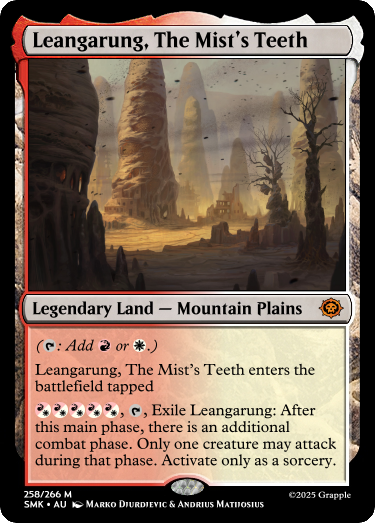 Leangarung, The Mist's Teeth
Legendary Land — Mountain Plains
(: Add or .)
Leangarung, The Mist's Teeth enters the
battlefield tapped
, , Exile Leangarung: After
this main phase, there is an additional
combat phase. Only one creature may attack
during that phase. Activate only as a sorcery.
258/266 M
SMK • AU Marko Djurdjevic & Andrius Matijosius
©2025 Grapple